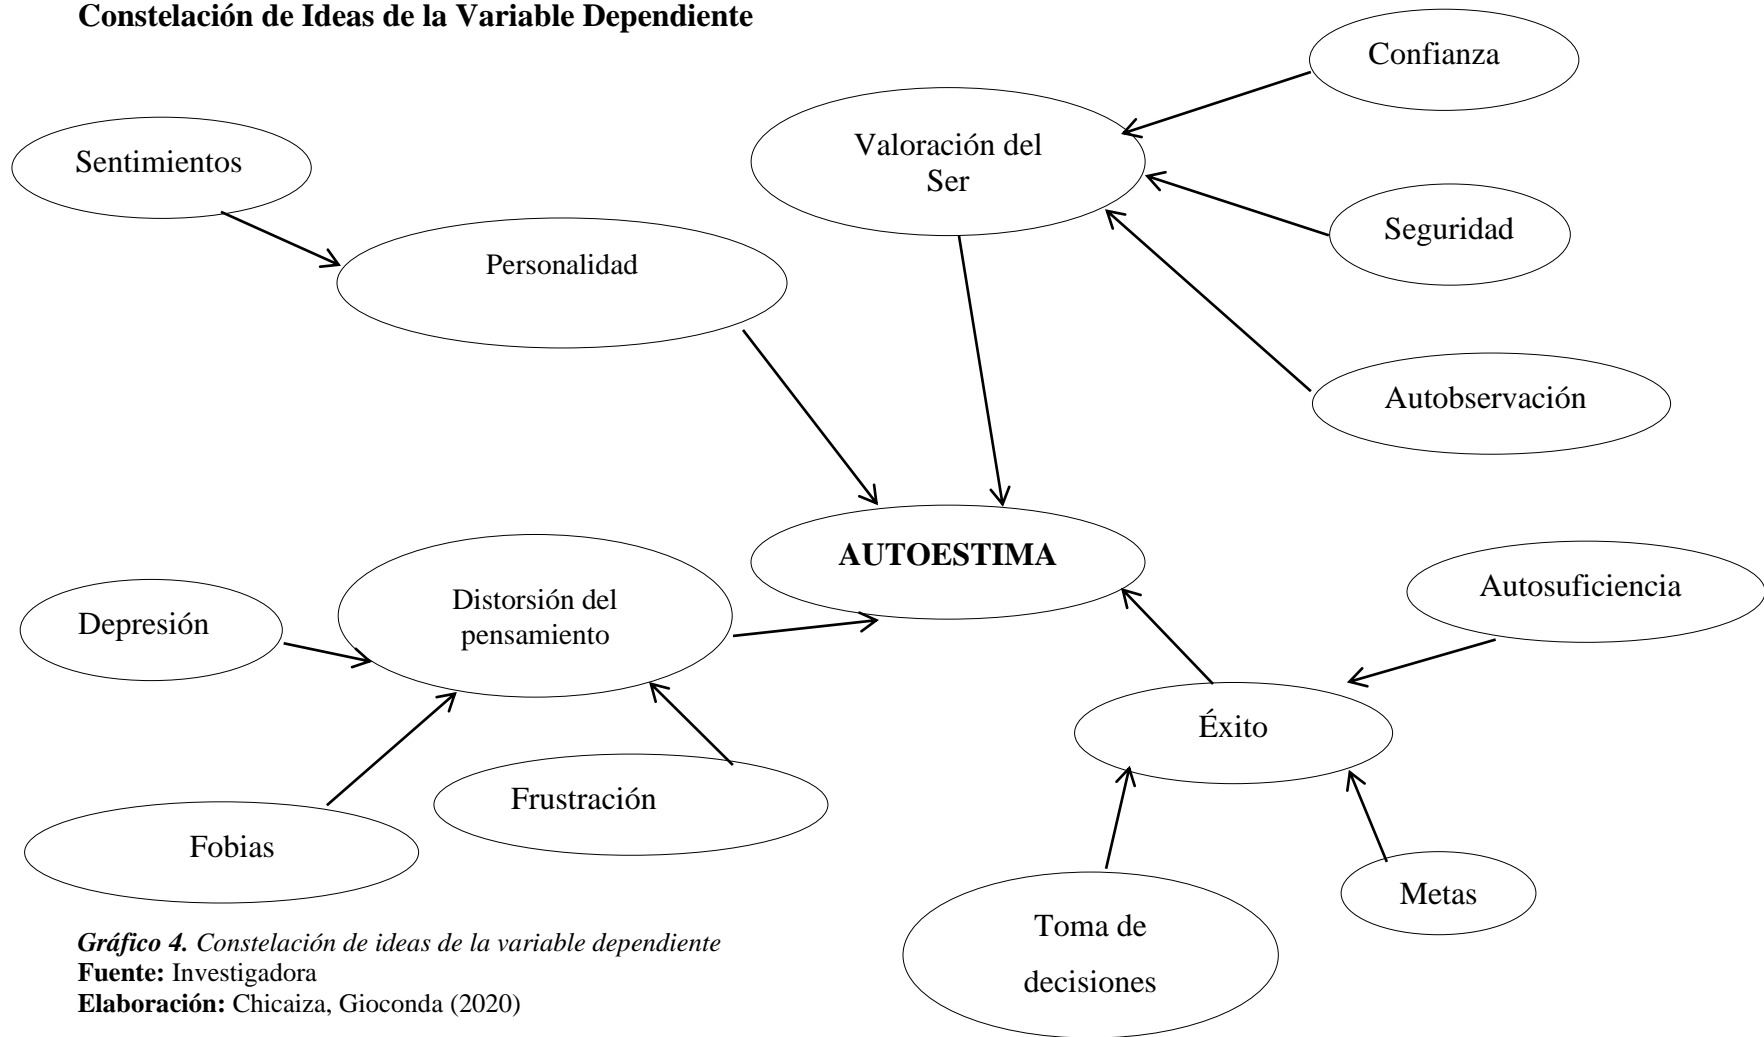 Constelación de Ideas de la Variable Dependiente
Confianza
Valoración del
Ser
Sentimientos
Seguridad
Personalidad
Autobservación
AUTOESTIMA
Autosuficiencia
Distorsión del
pensamiento
Depresión
Éxito
Frustración
Fobias
Metas
Toma de
decisiones
Gráfico 4. Constelación de ideas de la variable dependiente
Fuente: Investigadora
Elaboración: Chicaiza, Gioconda (2020)